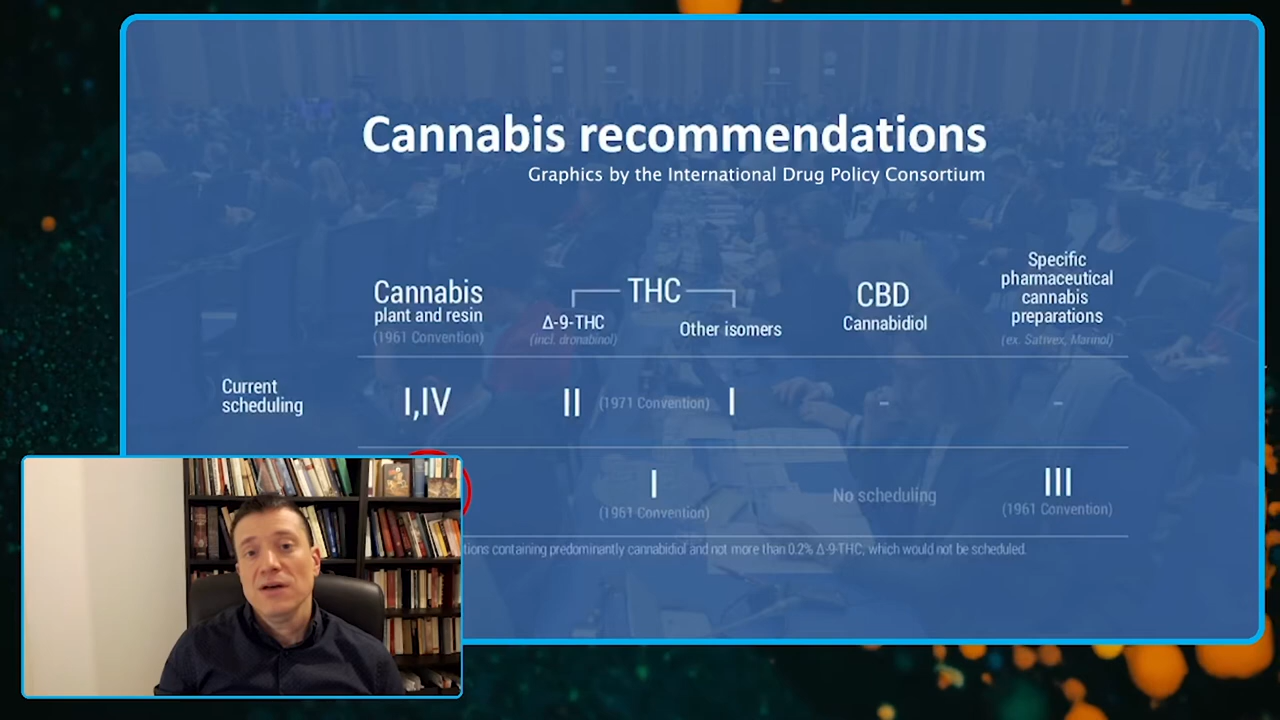 Cannabis recommendations
Graphics by the International Drug Policy Consortium
Cannabis
plant and resin
(1961 Convention)
THC
Δ-9-THC
(incl. dronabinol)
Other isomers
CBD
Cannabidiol
Specific
pharmaceutical
cannabis
preparations
(ex. Sativex, Marinol)
Current
scheduling
I,IV
II
(1971 Convention)
I
-
-
I
(1961 Convention)
No scheduling
III
(1961 Convention)
containing predominantly cannabidiol and not more than 0.2% Δ-9-THC, which would not be scheduled.